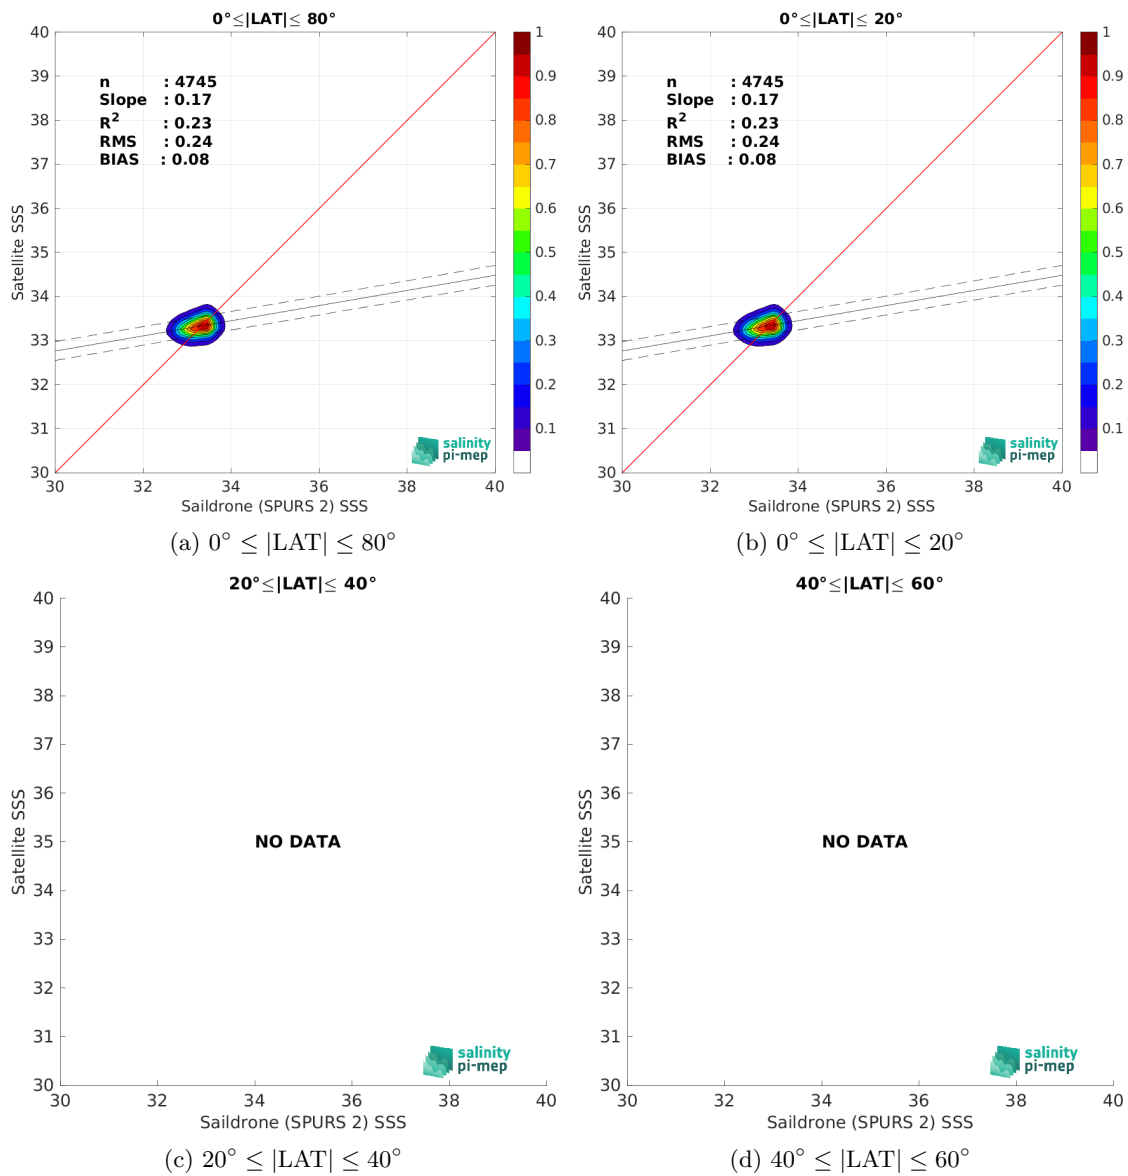 0°≤|LAT|≤ 80°
40
39
38
37
36
35
34
33
32
31
30
Satellite SSS
n : 4745
Slope : 0.17
R² : 0.23
RMS : 0.24
BIAS : 0.08
salinity
pi-mep
30 32 34 36 38 40
Saildrone (SPURS 2) SSS
1
0.9
0.8
0.7
0.6
0.5
0.4
0.3
0.2
0.1
(a) 0° ≤ |LAT| ≤ 80°
0°≤|LAT|≤ 20°
40
39
38
37
36
35
34
33
32
31
30
Satellite SSS
n : 4745
Slope : 0.17
R² : 0.23
RMS : 0.24
BIAS : 0.08
salinity
pi-mep
30 32 34 36 38 40
Saildrone (SPURS 2) SSS
1
0.9
0.8
0.7
0.6
0.5
0.4
0.3
0.2
0.1
(b) 0° ≤ |LAT| ≤ 20°
20°≤|LAT|≤ 40°
40
39
38
37
36
35
34
33
32
31
30
Satellite SSS
NO DATA
salinity
pi-mep
30 32 34 36 38 40
Saildrone (SPURS 2) SSS
(c) 20° ≤ |LAT| ≤ 40°
40°≤|LAT|≤ 60°
40
39
38
37
36
35
34
33
32
31
30
Satellite SSS
NO DATA
salinity
pi-mep
30 32 34 36 38 40
Saildrone (SPURS 2) SSS
(d) 40° ≤ |LAT| ≤ 60°